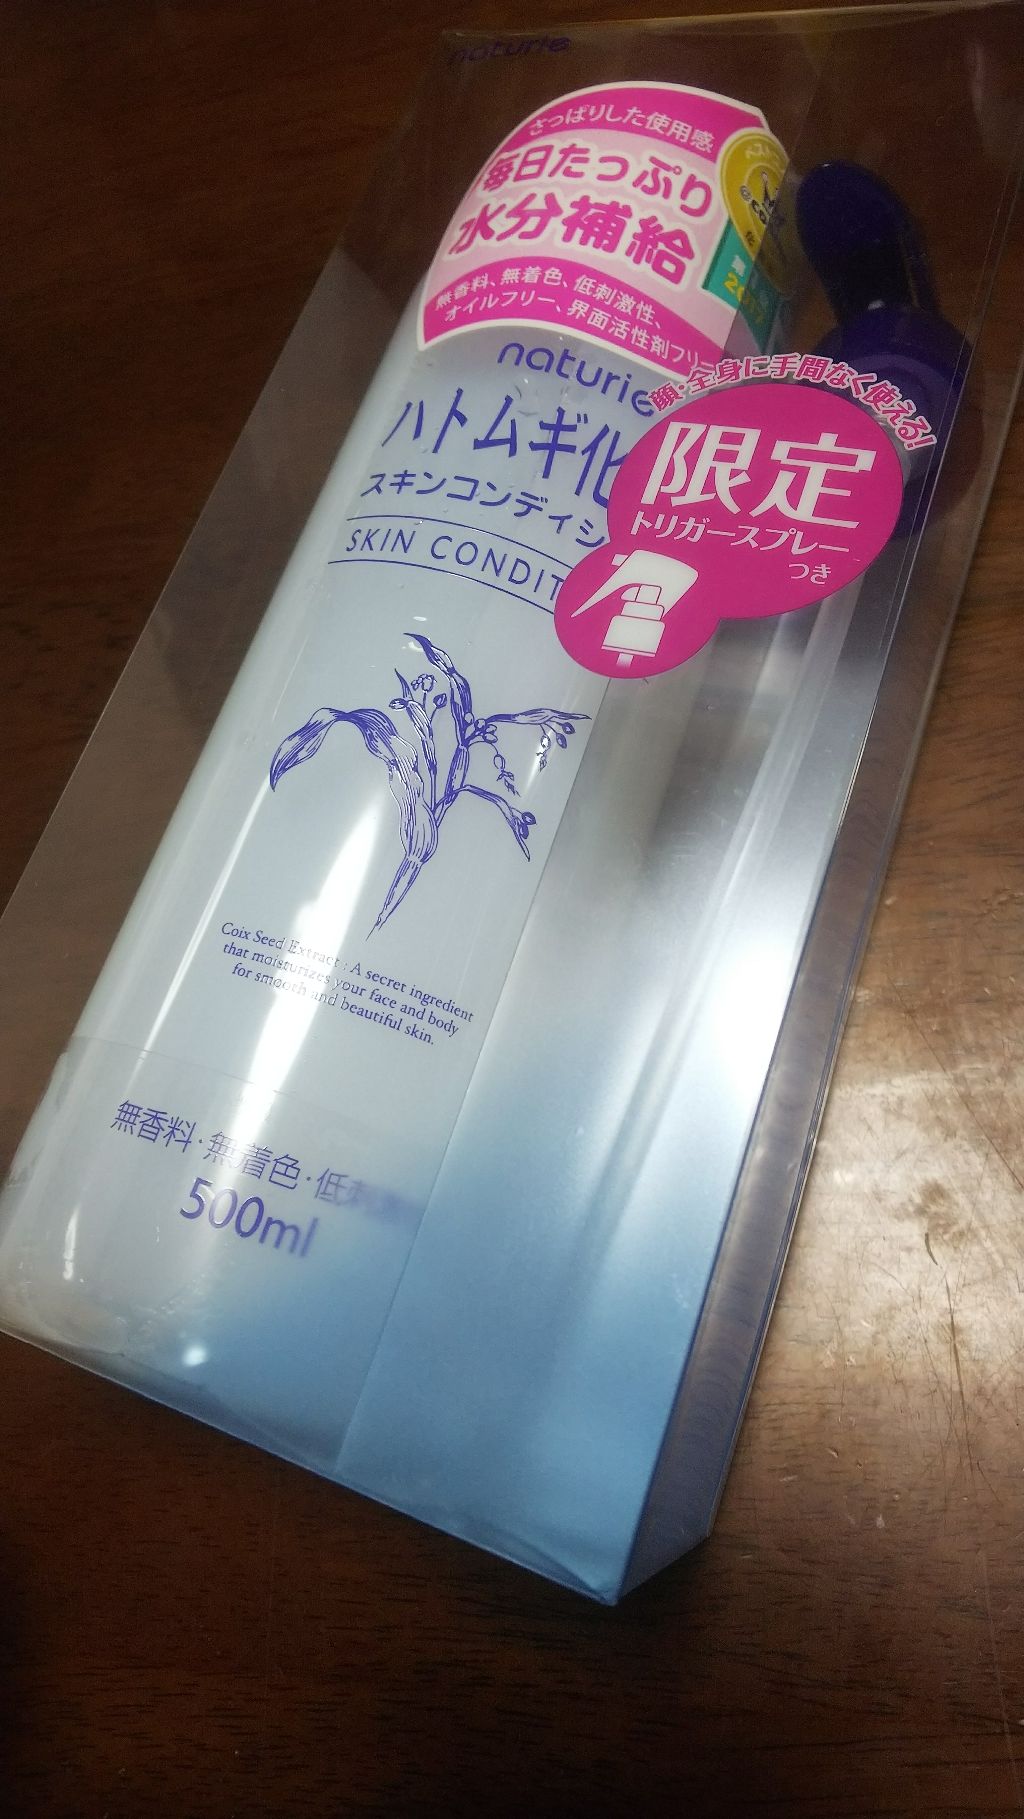 naturie
さっぱりした使用感
毎日たっぷり
水分補給
無香料、無着色、低刺激性、
オイルフリー、界面活性剤フリー
naturie
ハトムギ化
スキンコンディシ
SKIN CONDIT
顔・全身に手間なく使える!
限定
トリガースプレー
つき
Coix Seed Extract : A secret ingredient
that moisturizes your face and body
for smooth and beautiful skin.
無香料・無着色・低刺激
500ml